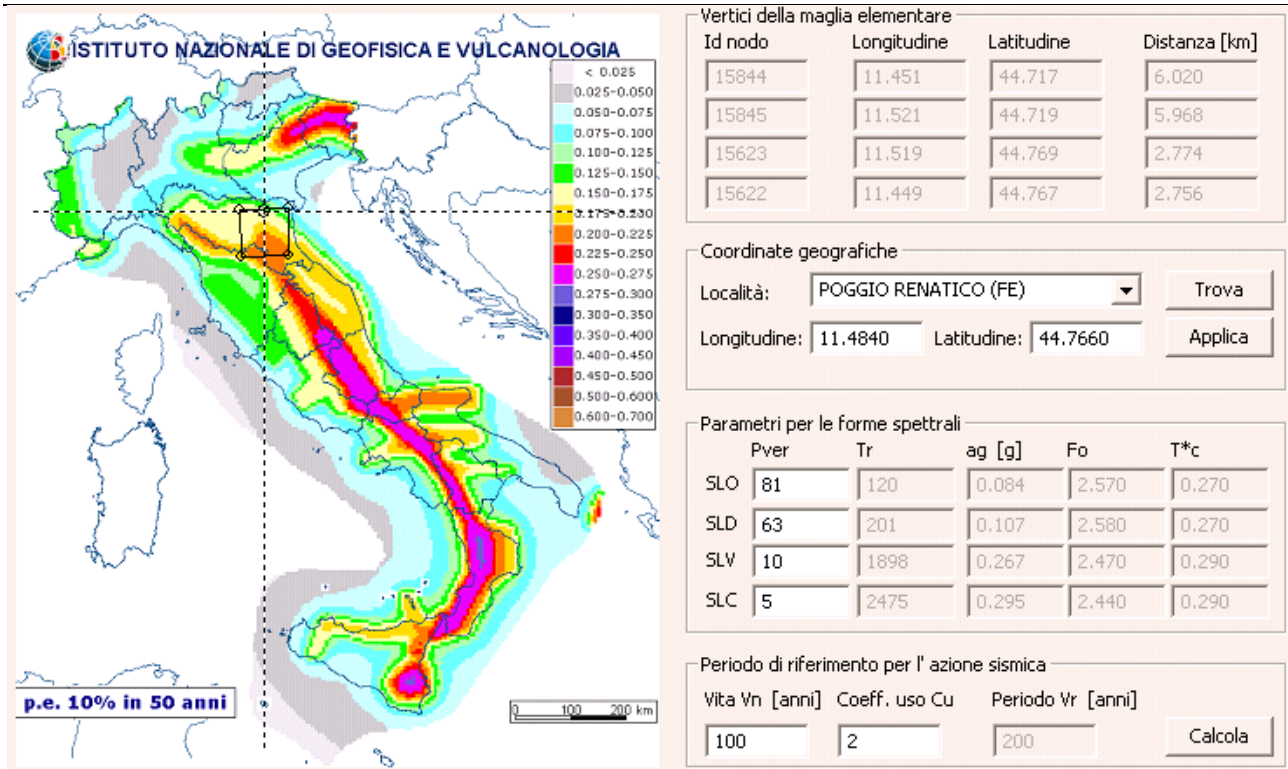 ISTITUTO NAZIONALE DI GEOFISICA E VULCANOLOGIA
< 0.025
0.025-0.050
0.050-0.075
0.075-0.100
0.100-0.125
0.125-0.150
0.150-0.175
0.175-0.200
0.200-0.225
0.225-0.250
0.250-0.275
0.275-0.300
0.300-0.350
0.350-0.400
0.400-0.450
0.450-0.500
0.500-0.600
0.600-0.700
p.e. 10% in 50 anni
0 100 200 km
Vertici della maglia elementare
Id nodo Longitudine Latitudine Distanza [km]
15844 11.451 44.717 6.020
15845 11.521 44.719 5.968
15623 11.519 44.769 2.774
15622 11.449 44.767 2.756
Coordinate geografiche
Località: POGGIO RENATICO (FE) Trova
Longitudine: 11.4840 Latitudine: 44.7660 Applica
Parametri per le forme spettrali
Pver Tr ag [g] Fo T*c
SLO 81 120 0.084 2.570 0.270
SLD 63 201 0.107 2.580 0.270
SLV 10 1898 0.267 2.470 0.290
SLC 5 2475 0.295 2.440 0.290
Periodo di riferimento per l' azione sismica
Vita Vn [anni] Coeff. uso Cu Periodo Vr [anni]
100 2 200 Calcola